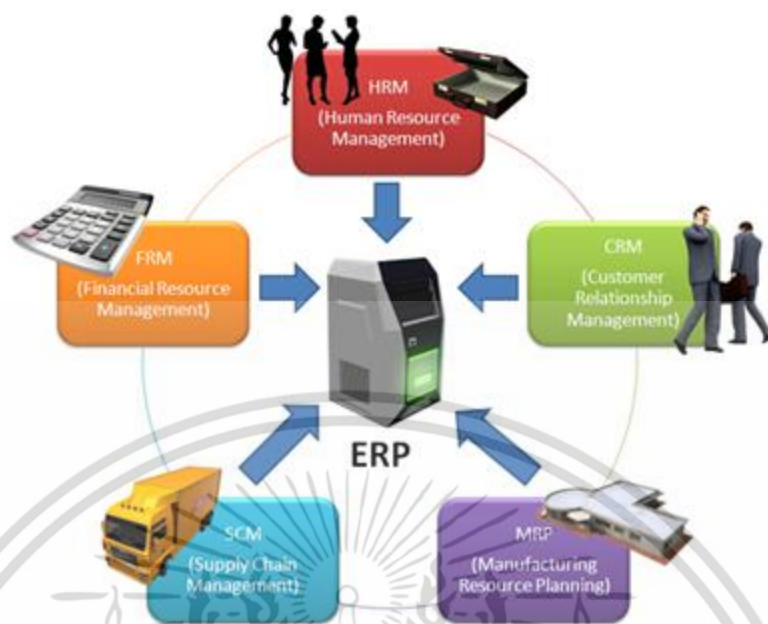 HRM
(Human Resource
Management)
FRM
(Financial Resource
Management)
CRM
(Customer
Relationship
Management)
ERP
SCM
(Supply Chain
Management)
MRP
(Manufacturing
Resource Planning)